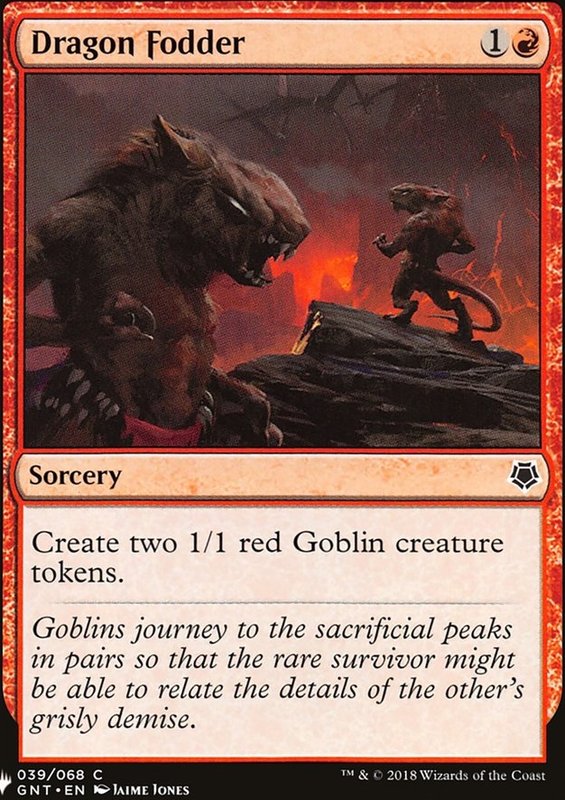 Dragon Fodder 1
Sorcery
Create two 1/1 red Goblin creature
tokens.
Goblins journey to the sacrificial peaks
in pairs so that the rare survivor might
be able to relate the details of the other's
grisly demise.
039/068 C
GNT • EN Jaime Jones
™ & © 2018 Wizards of the Coast